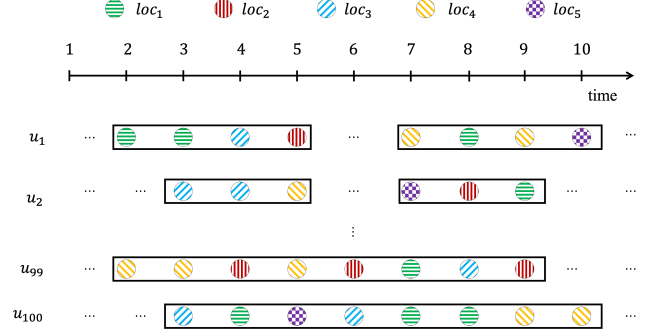 loc₁ loc₂ loc₃ loc₄ loc₅
1 2 3 4 5 6 7 8 9 10
time
u₁ ... ... ...
u₂ ... ... ... ... ...
⋮
u₉₉ ... ... ...
u₁₀₀ ... ... ...